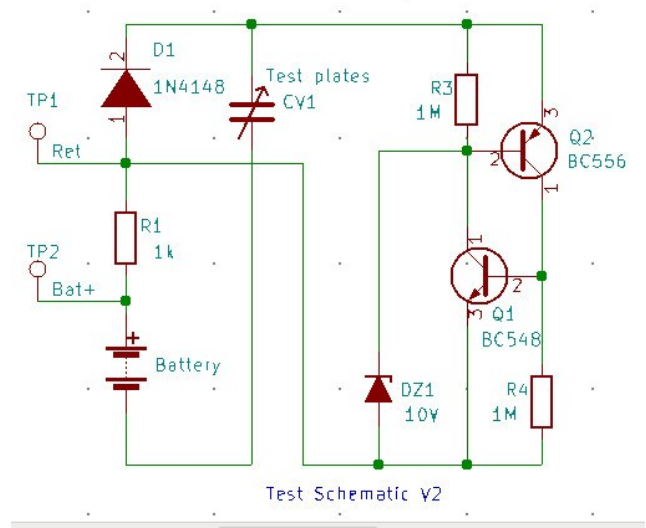 2
D1
1N4148
1
TP1
Ret
Test plates
CV1
R3
1M
3
Q2
2
BC556
1
R1
1k
TP2
Bat+
1
2
3
Q1
BC548
+
Battery
DZ1
10V
R4
1M
Test Schematic V2